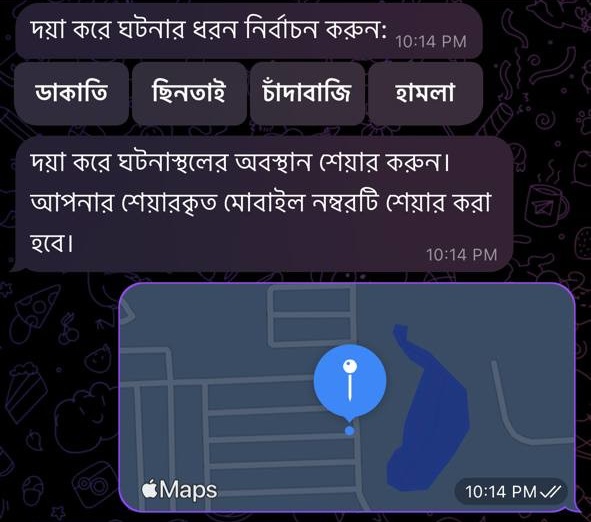 দয়া করে ঘটনার ধরন নির্বাচন করুন:
10:14 PM
ডাকাতি ছিনতাই চাঁদাবাজি হামলা
দয়া করে ঘটনাস্থলের অবস্থান শেয়ার করুন।
আপনার শেয়ারকৃত মোবাইল নম্বরটি শেয়ার করা
হবে।
10:14 PM
Maps
10:14 PM